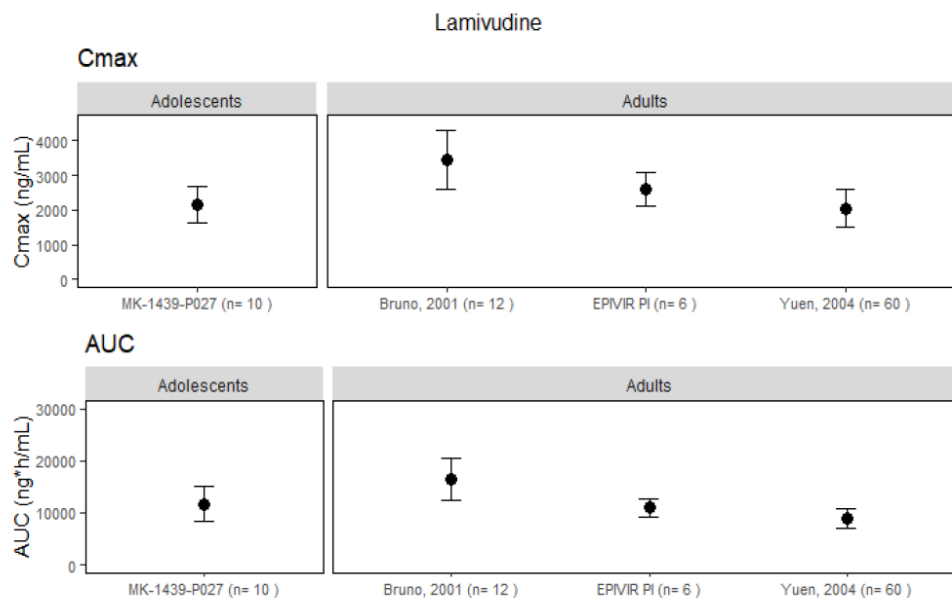 Lamivudine
Cmax
Adolescents Adults
Cmax (ng/mL)
4000
3000
2000
1000
0
MK-1439-P027 (n= 10 ) Bruno, 2001 (n= 12 ) EPIVIR PI (n= 6 ) Yuen, 2004 (n= 60 )
AUC
Adolescents Adults
AUC (ng*h/mL)
30000
20000
10000
0
MK-1439-P027 (n= 10 ) Bruno, 2001 (n= 12 ) EPIVIR PI (n= 6 ) Yuen, 2004 (n= 60 )